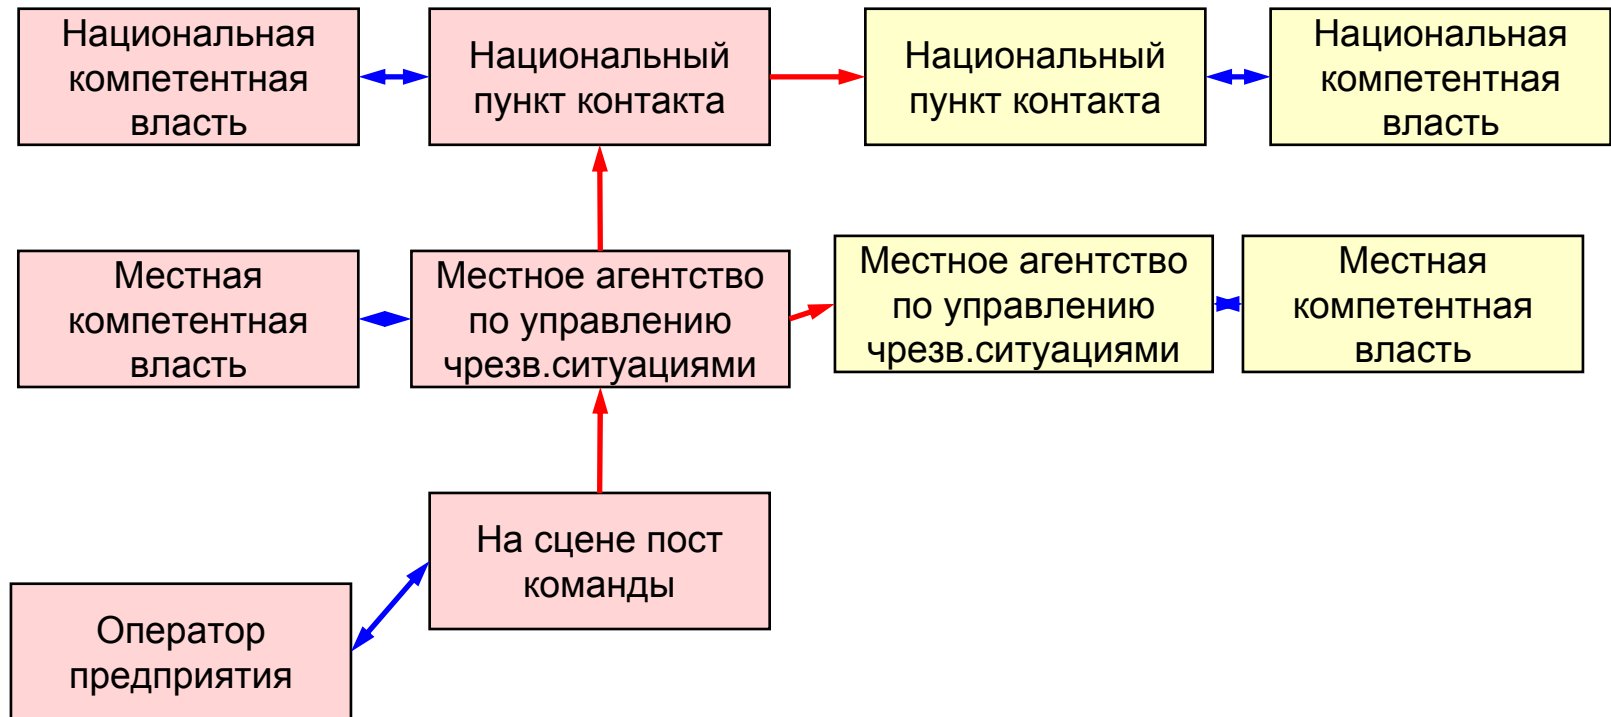 Национальная
компетентная
власть
Национальный
пункт контакта
Национальный
пункт контакта
Национальная
компетентная
власть
Местная
компетентная
власть
Местное агентство
по управлению
чрезв.ситуациями
Местное агентство
по управлению
чрезв.ситуациями
Местная
компетентная
власть
На сцене пост
команды
Оператор
предприятия